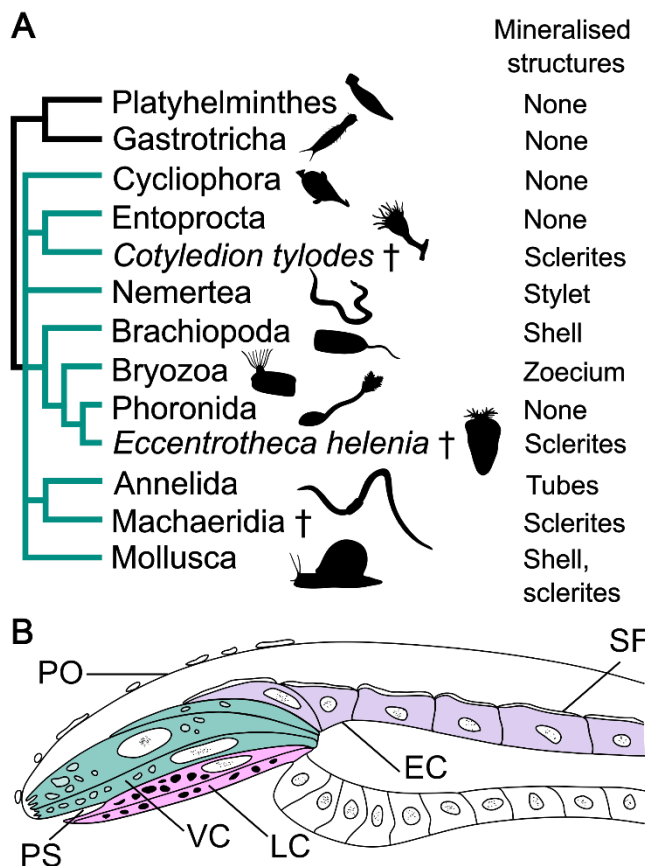 A
Mineralised
structures
Platyhelminthes None
Gastrotricha None
Cycliophora None
Entoprocta None
Cotyledion tylodes † Sclerites
Nemertea Stylet
Brachiopoda Shell
Bryozoa Zoecium
Phoronida None
Eccentrotheca helenia † Sclerites
Annelida Tubes
Machaeridia † Sclerites
Mollusca Shell,
sclerites
B
PO
SF
EC
PS
VC
LC